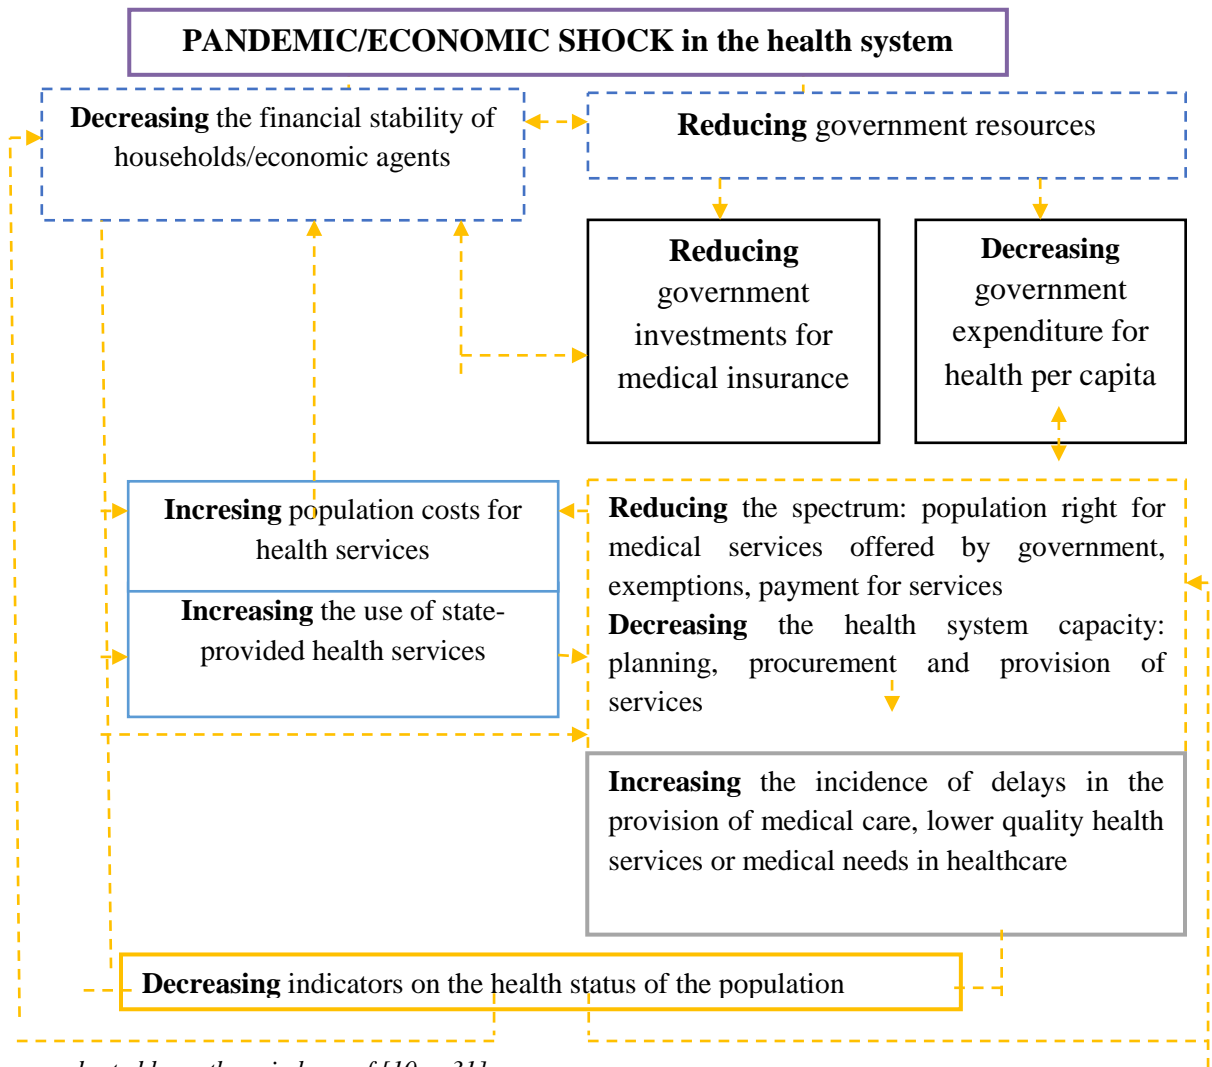 PANDEMIC/ECONOMIC SHOCK in the health system
Decreasing the financial stability of
households/economic agents
Reducing government resources
Reducing
government
investments for
medical insurance
Decreasing
government
expenditure for
health per capita
Incresing population costs for
health services
Increasing the use of state-
provided health services
Reducing the spectrum: population right for
medical services offered by government,
exemptions, payment for services
Decreasing the health system capacity:
planning, procurement and provision of
services
Increasing the incidence of delays in the
provision of medical care, lower quality health
services or medical needs in healthcare
Decreasing indicators on the health status of the population